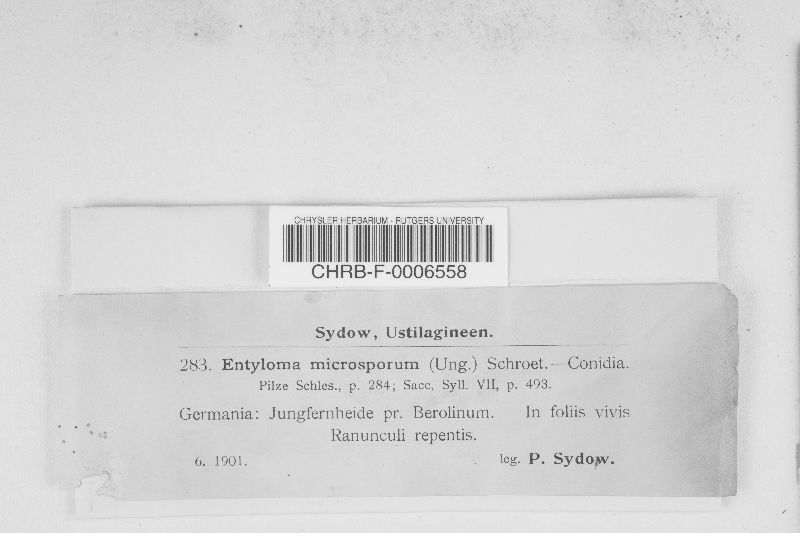 CHRYSLER HERBARIUM - RUTGERS UNIVERSITY
CHRB-F-0006558
Sydow, Ustilagineen.
283. Entyloma microsporum (Ung.) Schroet.—Conidia.
Pilze Schles., p. 284; Sacc. Syll. VII, p. 493.
Germania: Jungfernheide pr. Berolinum. In foliis vivis
Ranunculi repentis.
6. 1901. leg. P. Sydow.